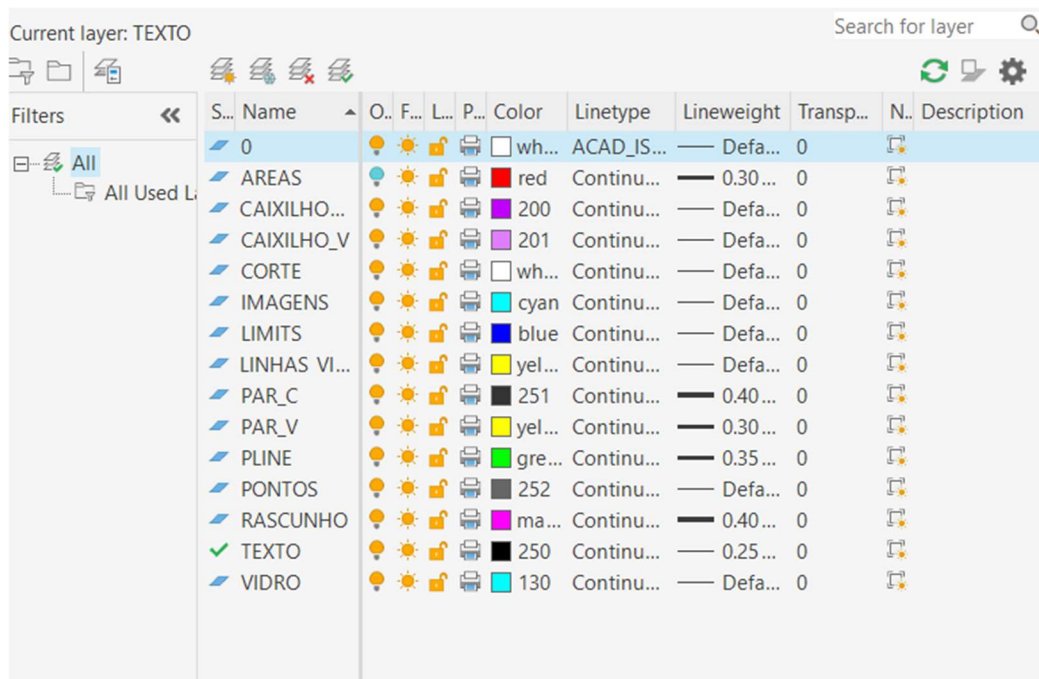 Current layer: TEXTO
Search for layer
Filters
All
All Used La
S... Name O.. F... L... P... Color Linetype Lineweight Transp... N.. Description
0 wh... ACAD_IS... Defa... 0
AREAS red Continu... 0.30 ... 0
CAIXILHO... 200 Continu... Defa... 0
CAIXILHO_V 201 Continu... Defa... 0
CORTE wh... Continu... Defa... 0
IMAGENS cyan Continu... Defa... 0
LIMITS blue Continu... Defa... 0
LINHAS VI... yel... Continu... Defa... 0
PAR_C 251 Continu... 0.40 ... 0
PAR_V yel... Continu... 0.30 ... 0
PLINE gre... Continu... 0.35 ... 0
PONTOS 252 Continu... Defa... 0
RASCUNHO ma... Continu... 0.40 ... 0
TEXTO 250 Continu... 0.25 ... 0
VIDRO 130 Continu... Defa... 0